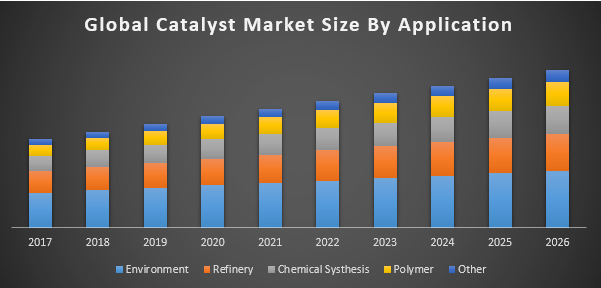 Global Catalyst Market Size By Application
2017 2018 2019 2020 2021 2022 2023 2024 2025 2026
Environment Refinery Chemical Systhesis Polymer Other